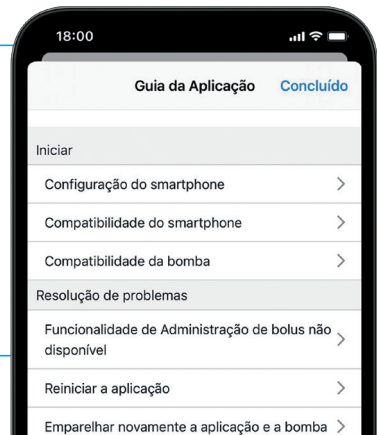 18:00
Guia da Aplicação Concluído
Iniciar
Configuração do smartphone
Compatibilidade do smartphone
Compatibilidade da bomba
Resolução de problemas
Funcionalidade de Administração de bolus não
disponível
Reiniciar a aplicação
Emparelhar novamente a aplicação e a bomba